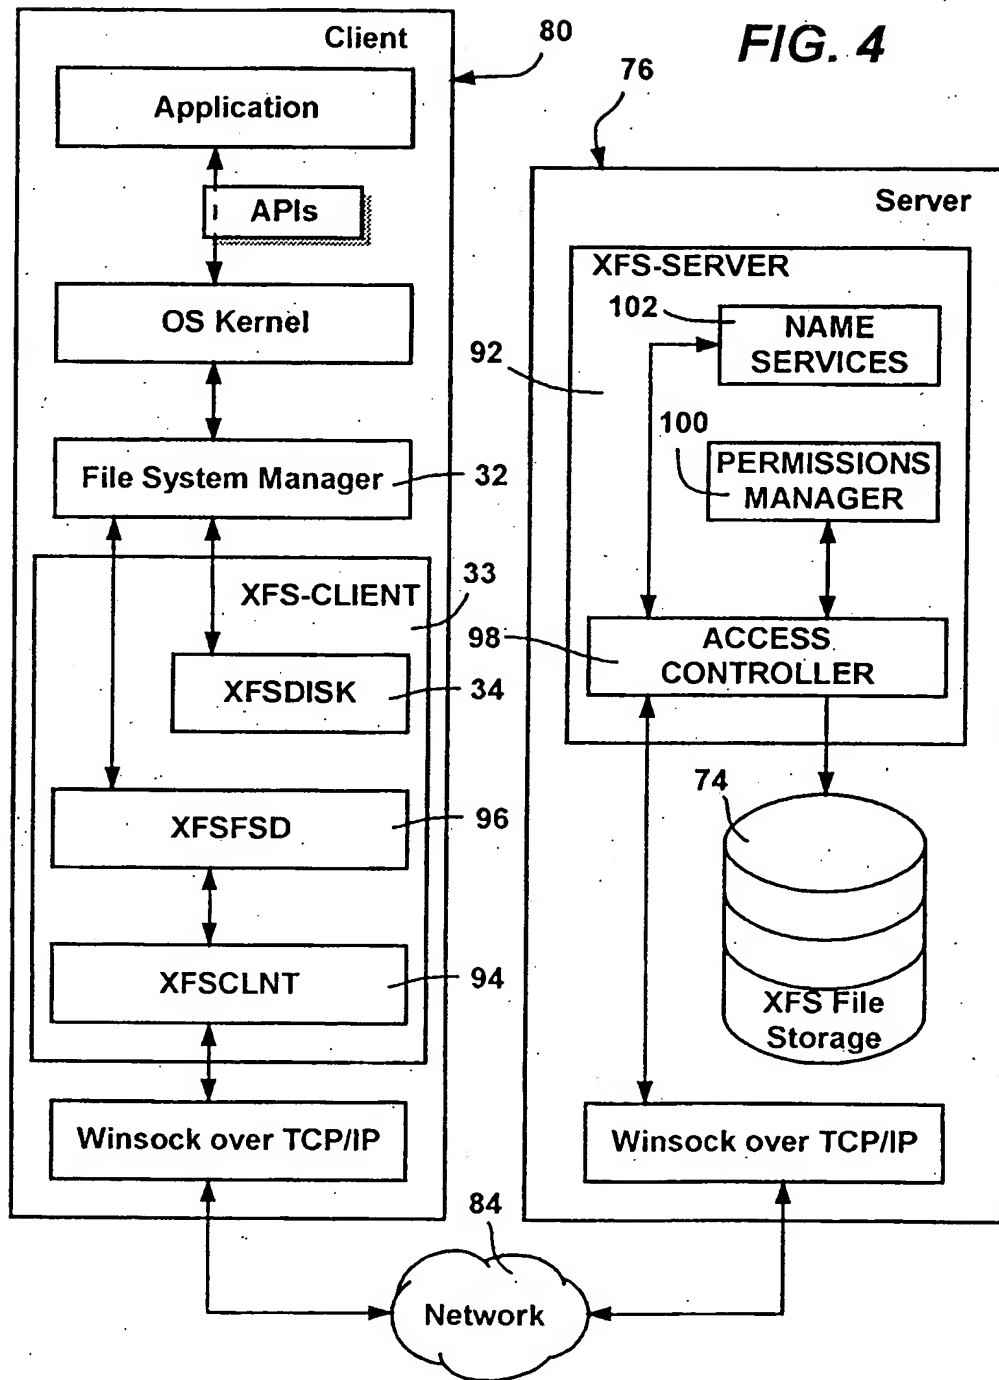 FIG. 4
Client
80
Application
APIs
OS Kernel
File System Manager
32
XFS-CLIENT
33
XFSDISK
34
XFSFSD
96
XFSCLNT
94
Winsock over TCP/IP
76
Server
XFS-SERVER
102
NAME
SERVICES
92
100
PERMISSIONS
MANAGER
98
ACCESS
CONTROLLER
74
XFS File
Storage
Winsock over TCP/IP
84
Network